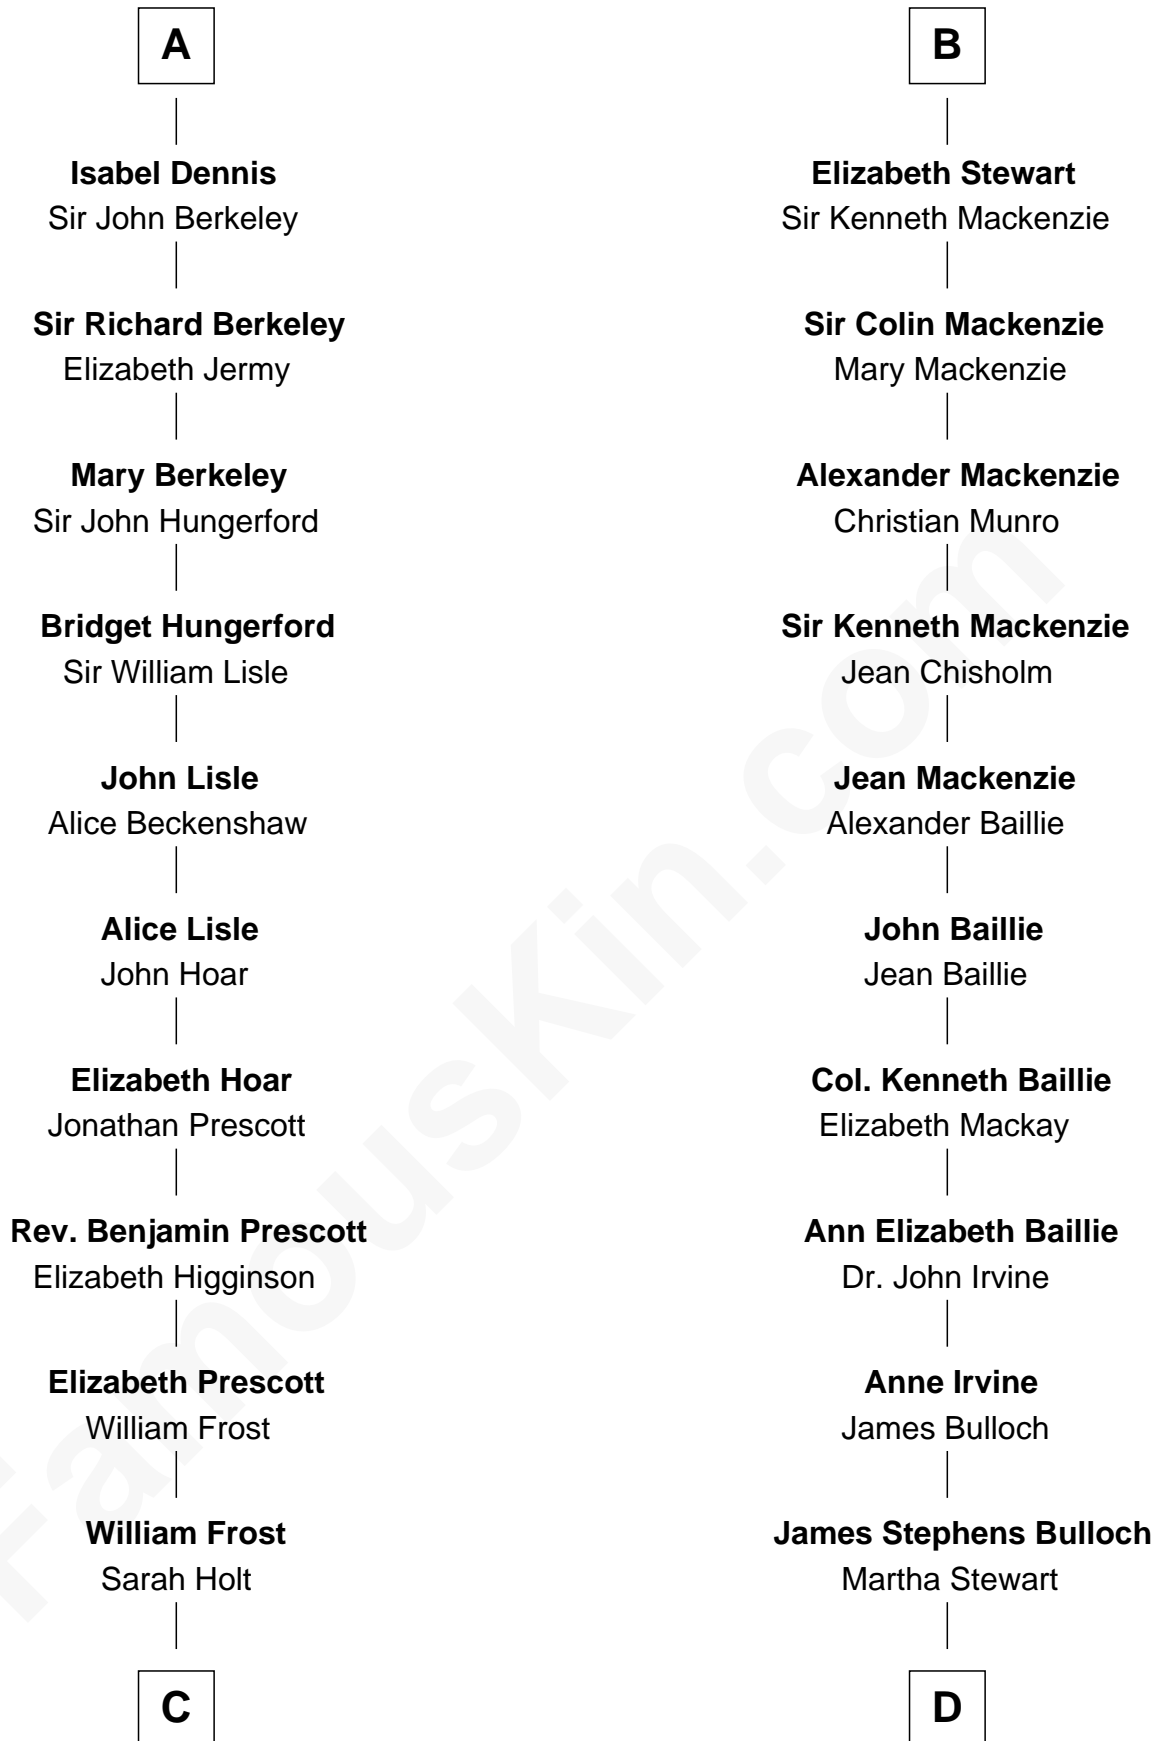 A
Isabel Dennis
Sir John Berkeley
Sir Richard Berkeley
Elizabeth Jermy
Mary Berkeley
Sir John Hungerford
Bridget Hungerford
Sir William Lisle
John Lisle
Alice Beckenshaw
Alice Lisle
John Hoar
Elizabeth Hoar
Jonathan Prescott
Rev. Benjamin Prescott
Elizabeth Higginson
Elizabeth Prescott
William Frost
William Frost
Sarah Holt
C
B
Elizabeth Stewart
Sir Kenneth Mackenzie
Sir Colin Mackenzie
Mary Mackenzie
Alexander Mackenzie
Christian Munro
Sir Kenneth Mackenzie
Jean Chisholm
Jean Mackenzie
Alexander Baillie
John Baillie
Jean Baillie
Col. Kenneth Baillie
Elizabeth Mackay
Ann Elizabeth Baillie
Dr. John Irvine
Anne Irvine
James Bulloch
James Stephens Bulloch
Martha Stewart
D
FamousKin.com